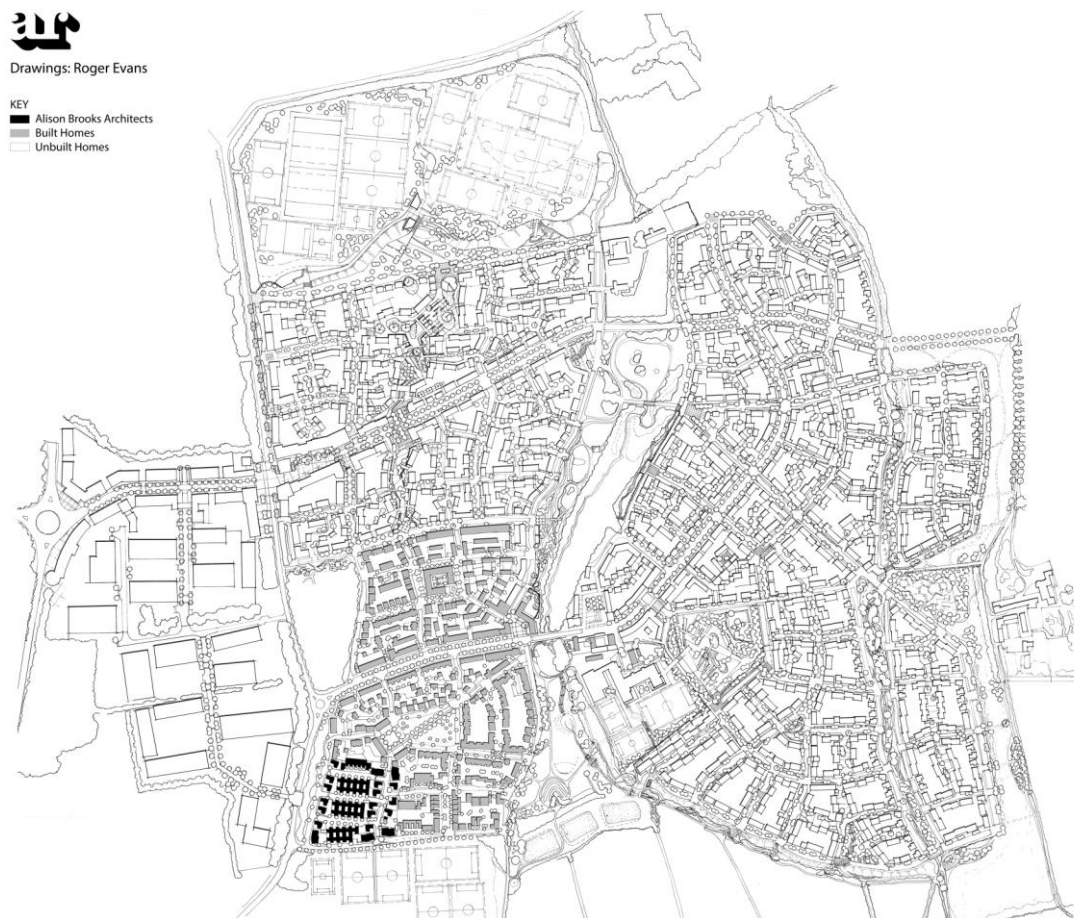 ar
Drawings: Roger Evans
KEY
Alison Brooks Architects
Built Homes
Unbuilt Homes